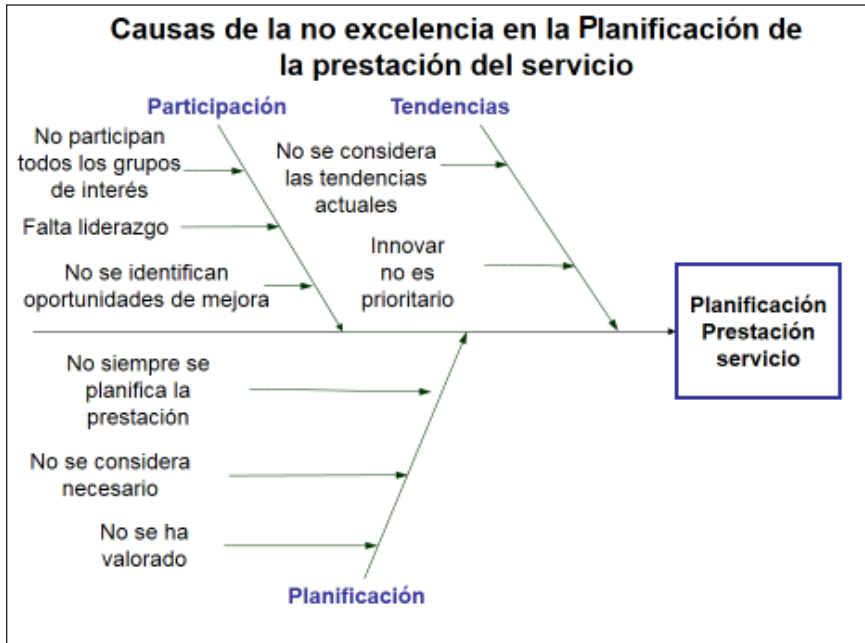 Causas de la no excelencia en la Planificación de
la prestación del servicio
Participación
Tendencias
No participan
todos los grupos
de interés
Falta liderazgo
No se identifican
oportunidades de mejora
No se considera
las tendencias
actuales
Innovar
no es
prioritario
Planificación
Prestación
servicio
No siempre se
planifica la
prestación
No se considera
necesario
No se ha
valorado
Planificación